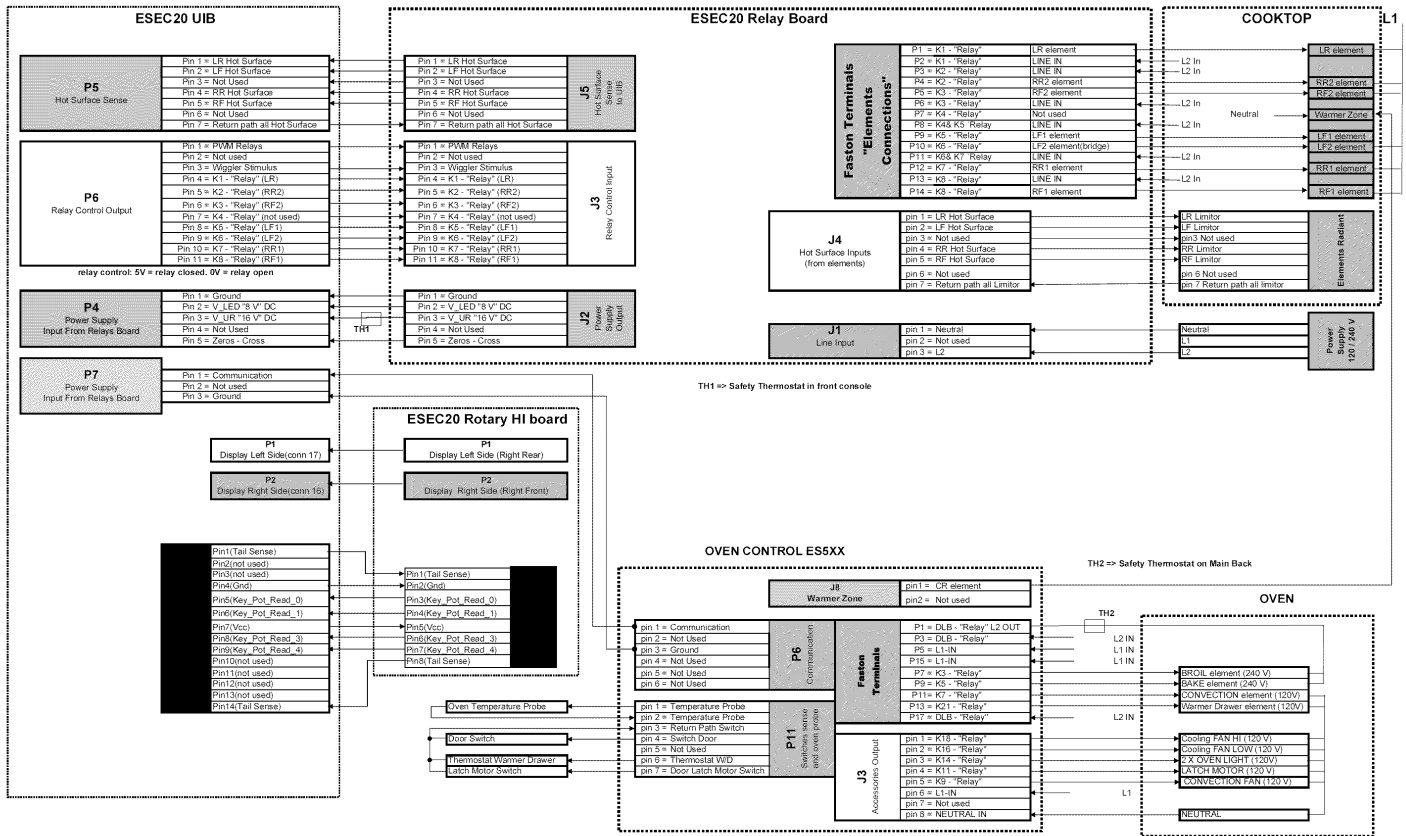 ESEC20 UIB
ESEC20 Relay Board
COOKTOP
L1
P5
Hot Surface Sense
Pin 1 = LR Hot Surface
Pin 2 = LF Hot Surface
Pin 3 = Not Used
Pin 4 = RR Hot Surface
Pin 5 = RF Hot Surface
Pin 6 = Not Used
Pin 7 = Return path all Hot Surface
Pin 1 = LR Hot Surface
Pin 2 = LF Hot Surface
Pin 3 = Not Used
Pin 4 = RR Hot Surface
Pin 5 = RF Hot Surface
Pin 6 = Not Used
Pin 7 = Return path all Hot Surface
J5
Hot Surface
Sense
to UIB
P6
Relay Control Output
Pin 1 = PWM Relays
Pin 2 = Not used
Pin 3 = Wiggler Stimulus
Pin 4 = K1 - "Relay" (LR)
Pin 5 = K2 - "Relay" (RR2)
Pin 6 = K3 - "Relay" (RF2)
Pin 7 = K4 - "Relay" (not used)
Pin 8 = K5 - "Relay" (LF1)
Pin 9 = K6 - "Relay" (LF2)
Pin 10 = K7 - "Relay" (RR1)
Pin 11 = K8 - "Relay" (RF1)
Pin 1 = PWM Relays
Pin 2 = Not used
Pin 3 = Wiggler Stimulus
Pin 4 = K1 - "Relay" (LR)
Pin 5 = K2 - "Relay" (RR2)
Pin 6 = K3 - "Relay" (RF2)
Pin 7 = K4 - "Relay" (not used)
Pin 8 = K5 - "Relay" (LF1)
Pin 9 = K6 - "Relay" (LF2)
Pin 10 = K7 - "Relay" (RR1)
Pin 11 = K8 - "Relay" (RF1)
J3
Relay Control Input
relay control: 5V = relay closed. 0V = relay open
P4
Power Supply
Input From Relays Board
Pin 1 = Ground
Pin 2 = V_LED "8 V" DC
Pin 3 = V_UR "16 V" DC
Pin 4 = Not Used
Pin 5 = Zeros - Cross
TH1
Pin 1 = Ground
Pin 2 = V_LED "8 V" DC
Pin 3 = V_UR "16 V" DC
Pin 4 = Not Used
Pin 5 = Zeros - Cross
J2
Power
Supply
Output
P7
Power Supply
Input From Relays Board
Pin 1 = Communication
Pin 2 = Not used
Pin 3 = Ground
Faston Terminals
"Elements
Connections"
P1 = K1 - "Relay" LR element
P2 = K1 - "Relay" LINE IN
P3 = K2 - "Relay" LINE IN
P4 = K2 - "Relay" RR2 element
P5 = K3 - "Relay" RF2 element
P6 = K3 - "Relay" LINE IN
P7 = K4 - "Relay" Not used
P8 = K4& K5 "Relay LINE IN
P9 = K5 - "Relay" LF1 element
P10 = K6 - "Relay" LF2 element(bridge)
P11 = K6& K7 "Relay LINE IN
P12 = K7 - "Relay" RR1 element
P13 = K8 - "Relay" LINE IN
P14 = K8 - "Relay" RF1 element
L2 In
L2 In
L2 In
L2 In
L2 In
L2 In
Neutral
LR element
RR2 element
RF2 element
Warmer Zone
LF1 element
LF2 element
RR1 element
RF1 element
J4
Hot Surface Inputs
(from elements)
pin 1 = LR Hot Surface
pin 2 = LF Hot Surface
pin 3 = Not used
pin 4 = RR Hot Surface
pin 5 = RF Hot Surface
pin 6 = Not used
pin 7 = Return path all Limitor
LR Limitor
LF Limitor
pin3 Not used
RR Limitor
RF Limitor
pin 6 Not used
pin 7 Return path all limitor
Elements Radiant
J1
Line Input
pin 1 = Neutral
pin 2 = Not used
pin 3 = L2
Neutral
L1
L2
Power
Supply
120 / 240 V
TH1 => Safety Thermostat in front console
ESEC20 Rotary HI board
P1
Display Left Side(conn 17)
P1
Display Left Side (Right Rear)
P2
Display Right Side(conn 16)
P2
Display Right Side (Right Front)
Pin1(Tail Sense)
Pin2(not used)
Pin3(not used)
Pin4(Gnd)
Pin5(Key_Pot_Read_0)
Pin6(Key_Pot_Read_1)
Pin7(Vcc)
Pin8(Key_Pot_Read_3)
Pin9(Key_Pot_Read_4)
Pin10(not used)
Pin11(not used)
Pin12(not used)
Pin13(not used)
Pin14(Tail Sense)
Pin1(Tail Sense)
Pin2(Gnd)
Pin3(Key_Pot_Read_0)
Pin4(Key_Pot_Read_1)
Pin5(Vcc)
Pin6(Key_Pot_Read_3)
Pin7(Key_Pot_Read_4)
Pin8(Tail Sense)
OVEN CONTROL ES5XX
TH2 => Safety Thermostat on Main Back
J8
Warmer Zone
pin1 = CR element
pin2 = Not used
OVEN
TH2
pin 1 = Communication
pin 2 = Not Used
pin 3 = Ground
pin 4 = Not Used
pin 5 = Not Used
pin 6 = Not Used
P6
Communication
Faston
Terminals
P1 = DLB - "Relay" L2 OUT
P3 = DLB - "Relay"
P5 = L1-IN
P15 = L1-IN
P7 = K3 - "Relay"
P9 = K5 - "Relay"
P11= K7 - "Relay"
P13 = K21 - "Relay"
P17 = DLB - "Relay"
L2 IN
L1 IN
L1 IN
L2 IN
BROIL element (240 V)
BAKE element (240 V)
CONVECTION element (120V)
Warmer Drawer element (120V)
Oven Temperature Probe
Door Switch
Thermostat Warmer Drawer
Latch Motor Switch
pin 1 = Temperature Probe
pin 2 = Temperature Probe
pin 3 = Return Path Switch
pin 4 = Switch Door
pin 5 = Not Used
pin 6 = Thermostat W/D
pin 7 = Door Latch Motor Switch
P11
Switches sense
and oven probe
J3
Accessories Output
pin 1 = K18 - "Relay"
pin 2 = K16 - "Relay"
pin 3 = K14 - "Relay"
pin 4 = K11 - "Relay"
pin 5 = K9 - "Relay"
pin 6 = L1-IN
pin 7 = Not used
pin 8 = NEUTRAL IN
L1
Cooling FAN HI (120 V)
Cooling FAN LOW (120 V)
2 X OVEN LIGHT (120V)
LATCH MOTOR (120 V)
CONVECTION FAN (120 V)
NEUTRAL